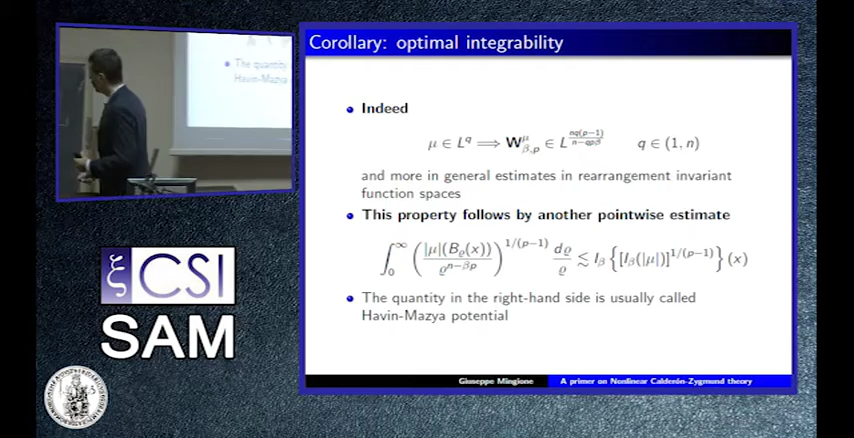 Corollary: optimal integrability
The quantity
Havin-Mazya
Indeed
μ ∈ L^q ⟹ W^μ_{β,p} ∈ L^{nq(p−1)/(n−qpβ)} q ∈ (1, n)
and more in general estimates in rearrangement invariant
function spaces
This property follows by another pointwise estimate
∫_0^∞ (|μ|(B_ϱ(x))/ϱ^{n−βp})^{1/(p−1)} dϱ/ϱ ≲ I_β {[I_β(|μ|)]^{1/(p−1)}} (x)
The quantity in the right-hand side is usually called
Havin-Mazya potential
ξ CSI
SAM
Giuseppe Mingione A primer on Nonlinear Calderón-Zygmund theory